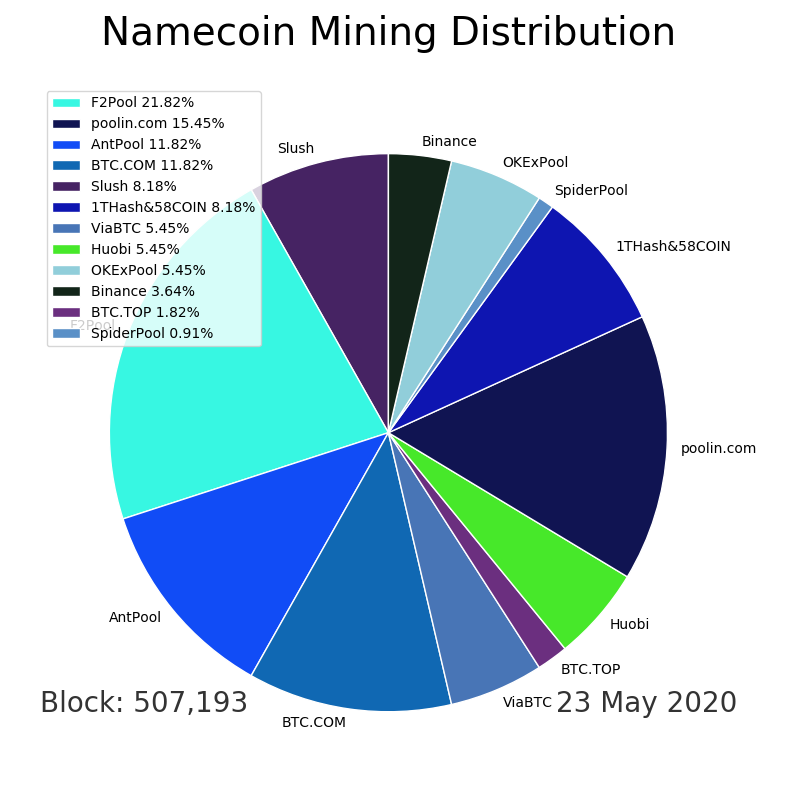 Namecoin Mining Distribution
F2Pool 21.82%
poolin.com 15.45%
AntPool 11.82%
BTC.COM 11.82%
Slush 8.18%
1THash&58COIN 8.18%
ViaBTC 5.45%
Huobi 5.45%
OKExPool 5.45%
Binance 3.64%
BTC.TOP 1.82%
SpiderPool 0.91%
Slush
Binance
OKExPool
SpiderPool
1THash&58COIN
F2Pool
poolin.com
AntPool
Huobi
BTC.TOP
ViaBTC
BTC.COM
Block: 507,193
23 May 2020